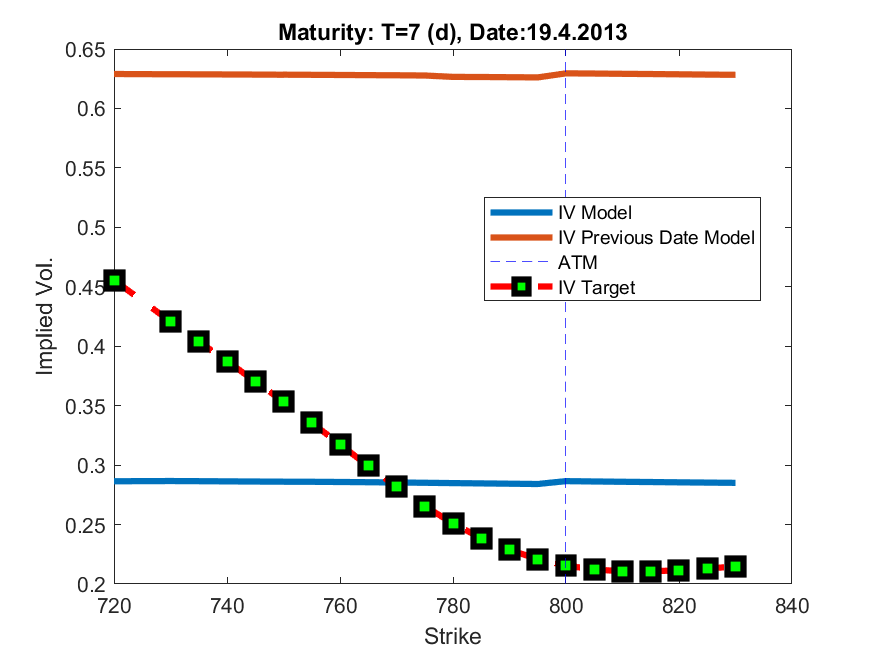 Maturity: T=7 (d), Date:19.4.2013
0.65
0.6
0.55
0.5
0.45
0.4
0.35
0.3
0.25
0.2
Implied Vol.
IV Model
IV Previous Date Model
ATM
IV Target
720
740
760
780
800
820
840
Strike